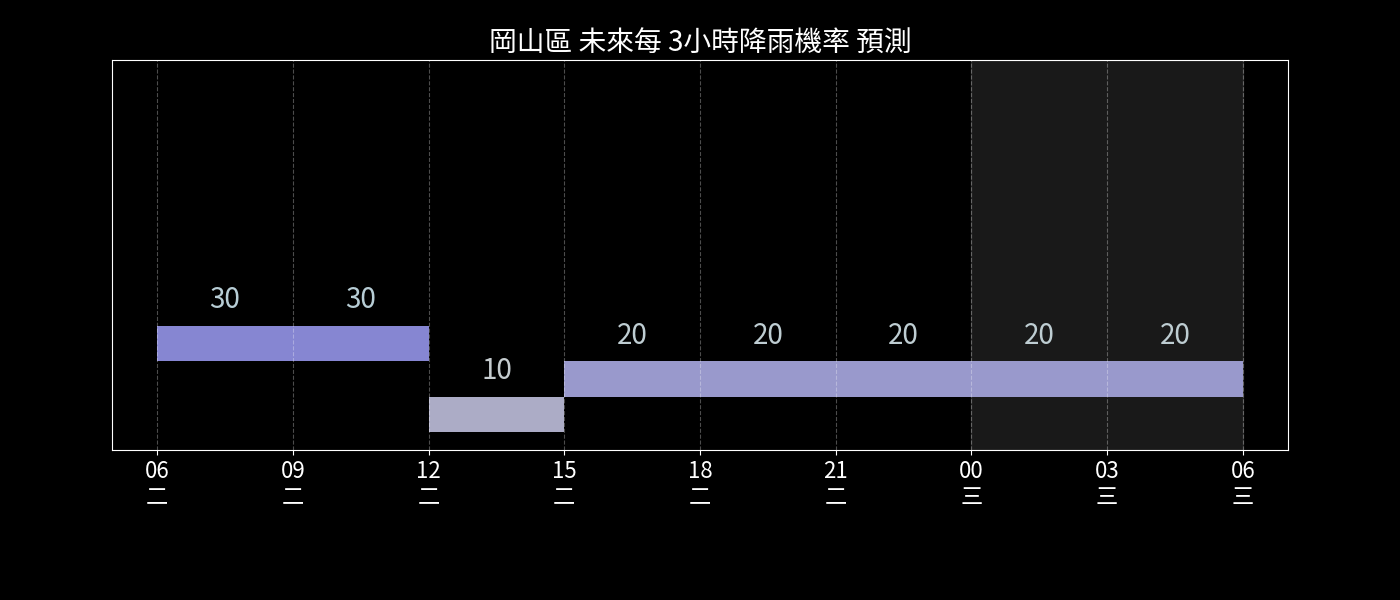 岡山區 未來每 3小時降雨機率 預測
30 30
20 20 20 20 20
10
06 09 12 15 18 21 00 03 06
二 二 二 二 二 二 三 三 三